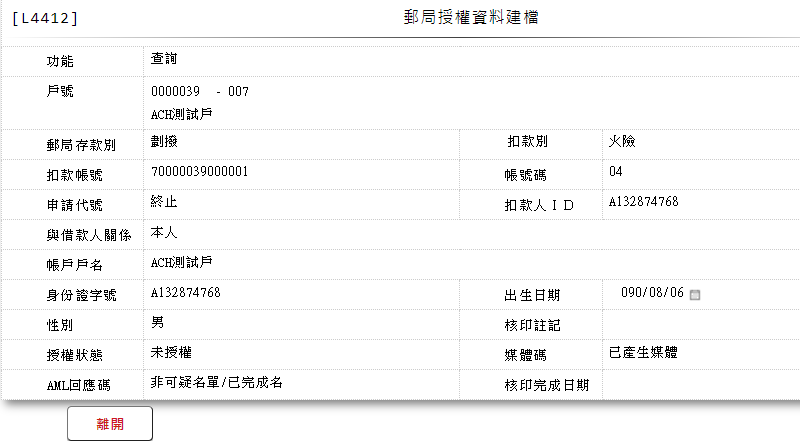 [L4412] 郵局授權資料建檔
功能 查詢
戶號 0000039 - 007
ACH測試戶
郵局存款別 劃撥 扣款別 火險
扣款帳號 70000039000001 帳號碼 04
申請代號 終止 扣款人ＩＤ A132874768
與借款人關係 本人
帳戶戶名 ACH測試戶
身份證字號 A132874768 出生日期 090/08/06
性別 男 核印註記
授權狀態 未授權 媒體碼 已產生媒體
AML回應碼 非可疑名單/已完成名 核印完成日期
離開